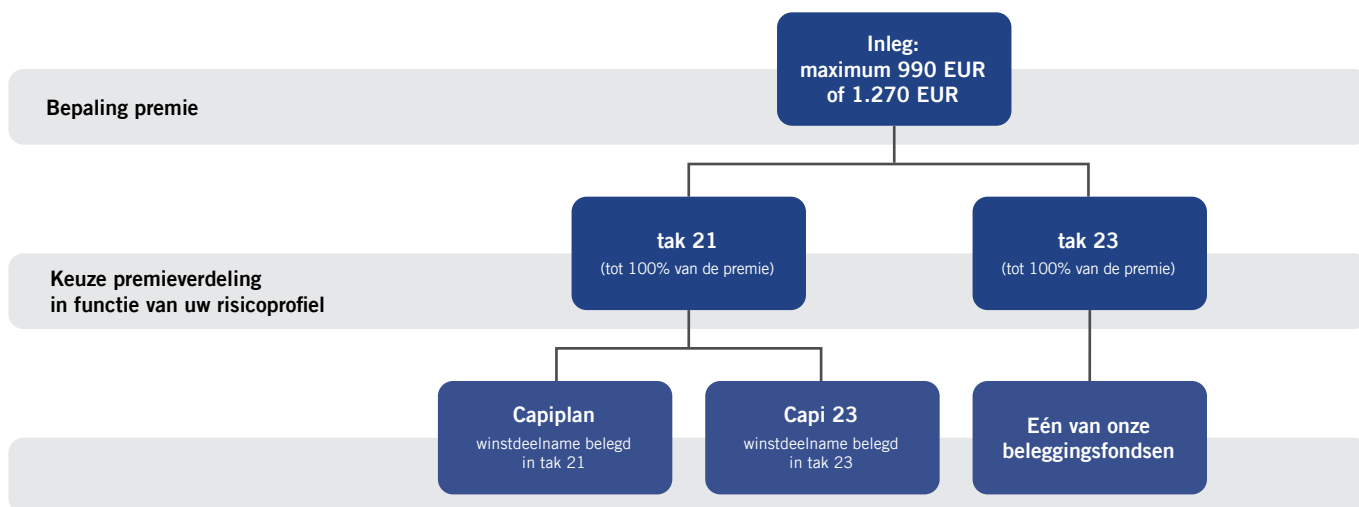 Inleg:
maximum 990 EUR
of 1.270 EUR
Bepaling premie
tak 21
(tot 100% van de premie)
tak 23
(tot 100% van de premie)
Keuze premieverdeling
in functie van uw risicoprofiel
Capiplan
winstdeelname belegd
in tak 21
Capi 23
winstdeelname belegd
in tak 23
Eén van onze
beleggingsfondsen